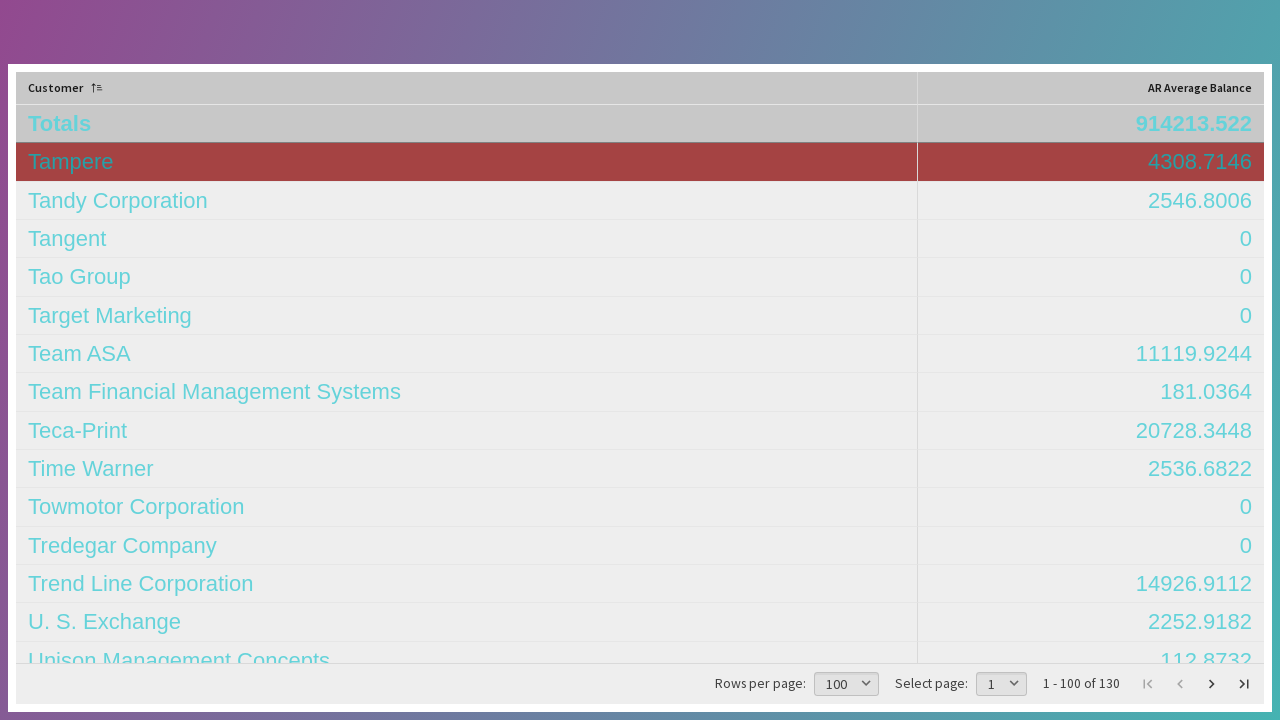 Customer AR Average Balance
Totals 914213.522
Tampere 4308.7146
Tandy Corporation 2546.8006
Tangent 0
Tao Group 0
Target Marketing 0
Team ASA 11119.9244
Team Financial Management Systems 181.0364
Teca-Print 20728.3448
Time Warner 2536.6822
Towmotor Corporation 0
Tredegar Company 0
Trend Line Corporation 14926.9112
U. S. Exchange 2252.9182
Unison Management Concepts 112.8732
Rows per page: 100 Select page: 1 1 - 100 of 130